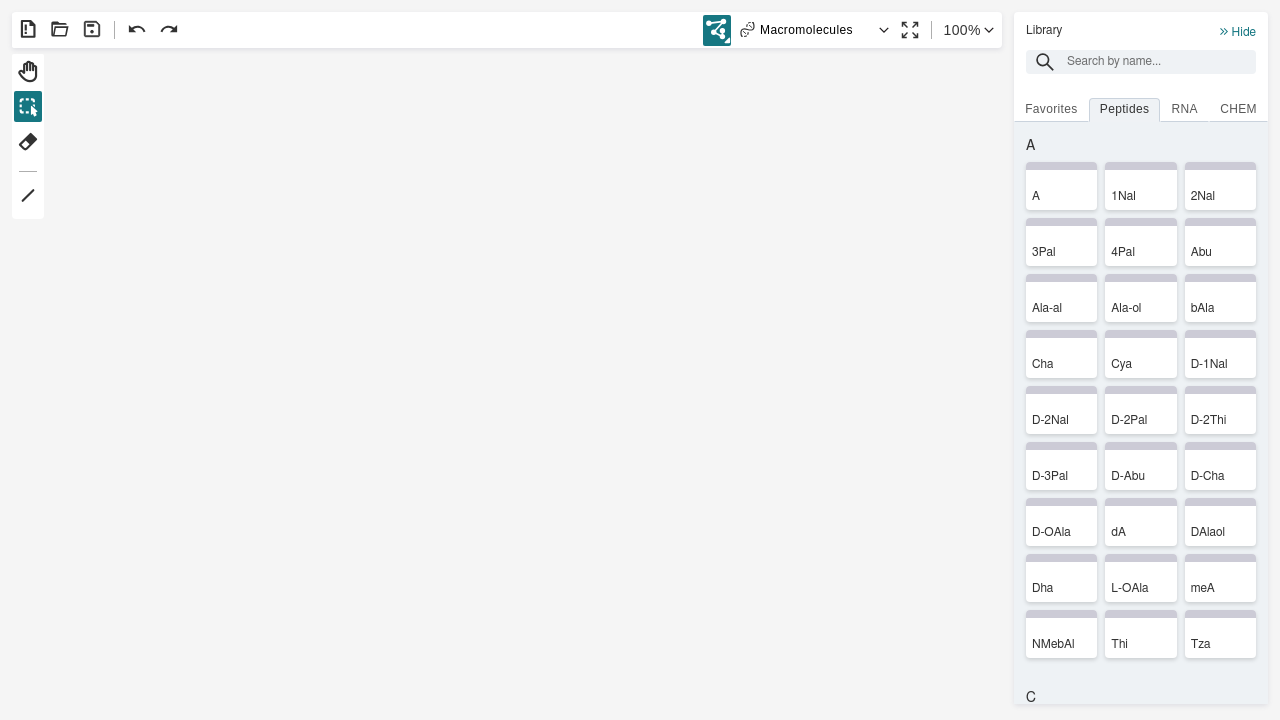 Macromolecules
100%
Library
Hide
Search by name...
Favorites Peptides RNA CHEM
A
A 1Nal 2Nal
3Pal 4Pal Abu
Ala-al Ala-ol bAla
Cha Cya D-1Nal
D-2Nal D-2Pal D-2Thi
D-3Pal D-Abu D-Cha
D-OAla dA DAlaol
Dha L-OAla meA
NMebAl Thi Tza
C